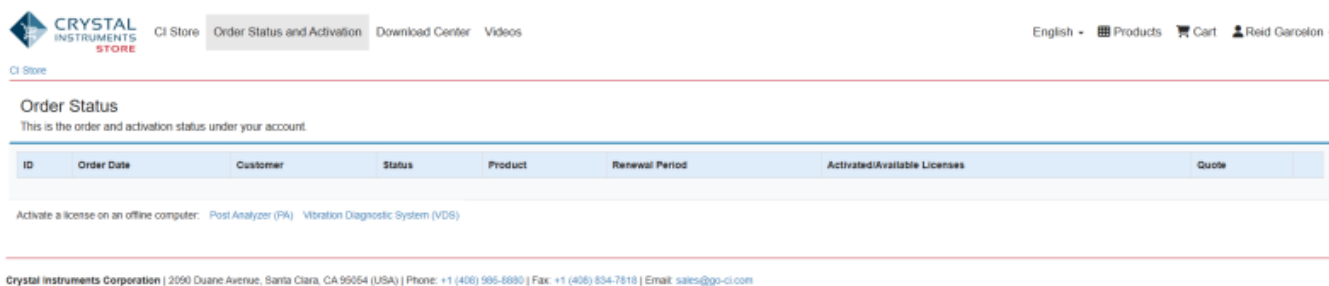 CRYSTAL
INSTRUMENTS
STORE
CI Store Order Status and Activation Download Center Videos English Products Cart Reid Garcelon
CI Store
Order Status
This is the order and activation status under your account
ID Order Date Customer Status Product Renewal Period Activated/Available Licenses Quote
Activate a license on an offline computer: Post Analyzer (PA) Vibration Diagnostic System (VDS)
Crystal Instruments Corporation | 2090 Duane Avenue, Santa Clara, CA 95054 (USA) | Phone: +1 (408) 986-8880 | Fax: +1 (408) 834-7818 | Email: sales@go-ci.com